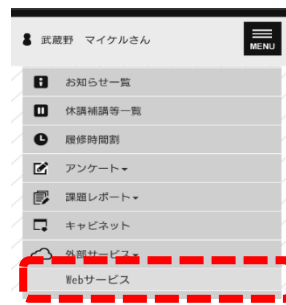 武蔵野 マイケルさん
MENU
お知らせ一覧
休講補講等一覧
履修時間割
アンケート
課題レポート
キャビネット
外部サービス
Webサービス